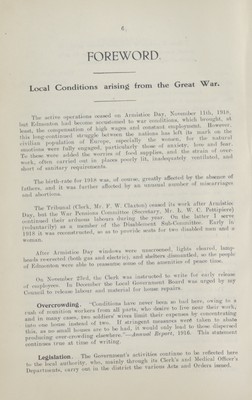 6.
FOREWORD.
Local Conditions arising from the Great War.
The active operations ceased on Armistice Day, November 11th, 1918,
but Edmonton had become accustomed to war conditions, which brought, at
least, the compensation of high wages and constant employment. However,
this long-continued struggle between the nations has left its mark on the
civilian population of Europe, especially the women, for the natural
emotions were fully engaged, particularly those of anxiety, love and fear.
To these were added the worries of food supplies, and the strain of over-
work, often carried out in places poorly lit, inadequately ventilated, and
short of sanitary requirements.
The birth-rate for 1918 was, of course, greatly affected by the absence of
fathers, and it was further affected by an unusual number of miscarriages
and abortions.
The Tribunal (Clerk, Mr. F. W. Claxton) ceased its work after Armistice
Day, but the War Pensions Committee (Secretary, Mr. L. W. C.
continued their arduous labours during the year. On the latter I serve
(voluntarily) as a member of the Disablement Sub-Committee. Early in
1918 it was reconstituted, so as to provide seats for two disabled men and a
woman.
After Armistice Day windows were unscreened, lights cleared, lamp-
heads uncovered (both gas and electric), and shelters dismantled, so the people
of Edmonton were able to reassume some of the amenities of peace time.
On November 23rd, the Clerk was instructed to write for early release
of employees. In December the Local Government Board was urged by my
Council to release labour and material for house repairs.
Overcrowding. "Conditions have never been so bad here, owing to a
rush of munition workers from all parts, who desire to live near their work;
and in many cases, two soldiers' wives limit their expense by concentrating
into one house instead of two. If stringent measures were taken to abate
this, as no small houses are to be had, it would only lead to those dispersed
producing over-crowding elsewhere."—Annual Report, 1916. This statement
continues true at time of writing.
Legislation. The Government's activities continue to be reflected here
to the local authority, who, mainly through its Clerk's and Medical Officer's
Departments, carry out in the district the various Acts and Orders issued.